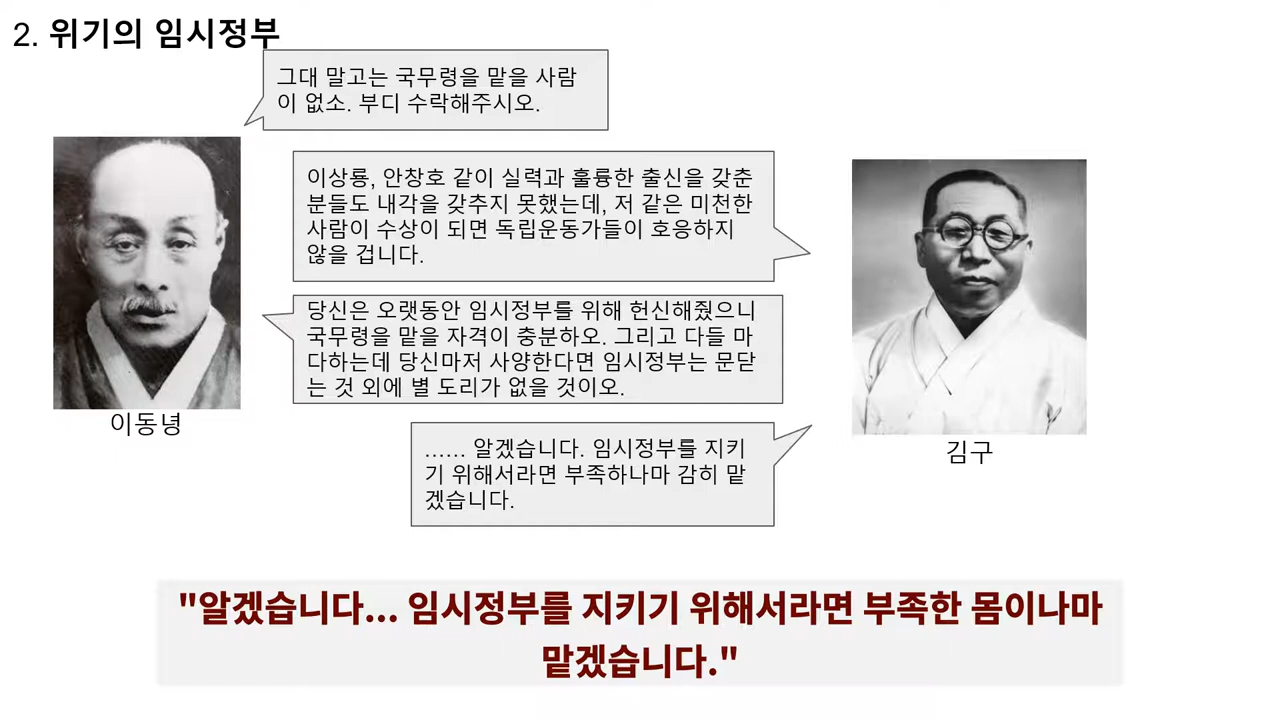 2. 위기의 임시정부
그대 말고는 국무령을 맡을 사람
이 없소. 부디 수락해주시오.
이상룡, 안창호 같이 실력과 훌륭한 출신을 갖춘
분들도 내각을 갖추지 못했는데, 저 같은 미천한
사람이 수상이 되면 독립운동가들이 호응하지
않을 겁니다.
당신은 오랫동안 임시정부를 위해 헌신해줬으니
국무령을 맡을 자격이 충분하오. 그리고 다들 마
다하는데 당신마저 사양한다면 임시정부는 문닫
는 것 외에 별 도리가 없을 것이오.
이동녕
...... 알겠습니다. 임시정부를 지키
기 위해서라면 부족하나마 감히 맡
겠습니다.
김구
"알겠습니다... 임시정부를 지키기 위해서라면 부족한 몸이나마
맡겠습니다."